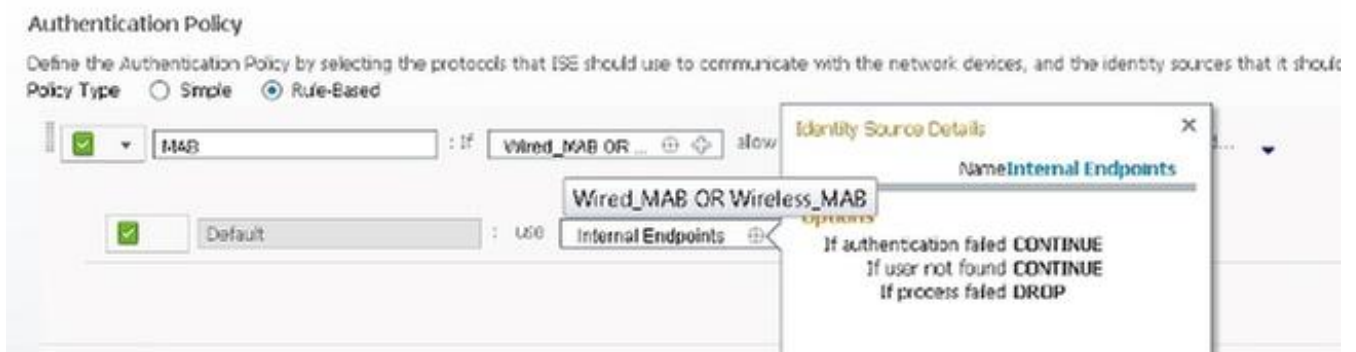 Authentication Policy
Define the Authentication Policy by selecting the protocols that ISE should use to communicate with the network devices, and the identity sources that it should
Policy Type Simple Rule-Based
MAB : If Wired_MAB OR ... allow
Identity Source Details
Name Internal Endpoints
Wired_MAB OR Wireless_MAB
Default : use Internal Endpoints
Options
If authentication failed CONTINUE
If user not found CONTINUE
If process failed DROP